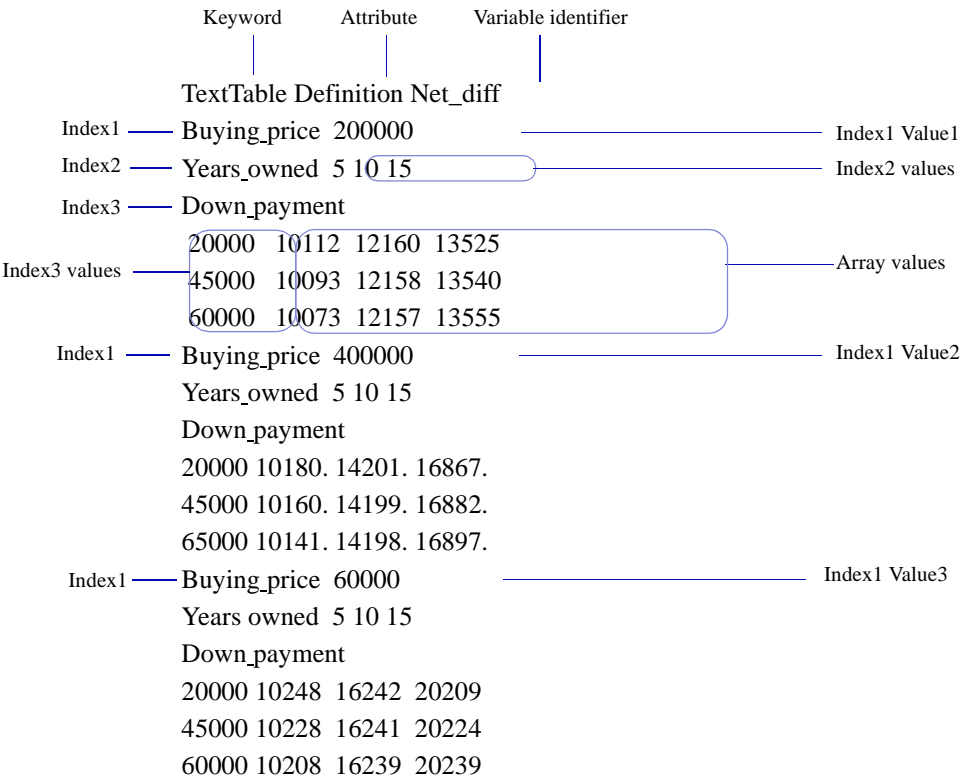 Keyword Attribute Variable identifier
TextTable Definition Net_diff
Index1 Buying_price 200000 Index1 Value1
Index2 Years_owned 5 10 15 Index2 values
Index3 Down_payment
20000 10112 12160 13525
Index3 values 45000 10093 12158 13540 Array values
60000 10073 12157 13555
Index1 Buying_price 400000 Index1 Value2
Years_owned 5 10 15
Down_payment
20000 10180. 14201. 16867.
45000 10160. 14199. 16882.
65000 10141. 14198. 16897.
Index1 Buying_price 60000 Index1 Value3
Years owned 5 10 15
Down_payment
20000 10248 16242 20209
45000 10228 16241 20224
60000 10208 16239 20239